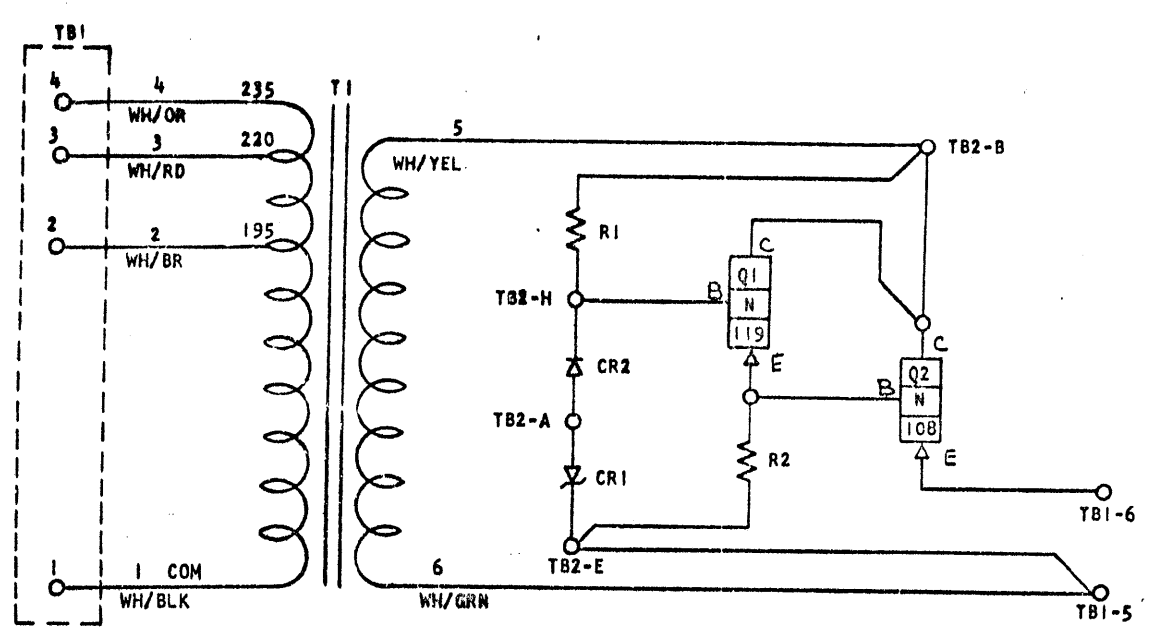 TB1
4 4 235 T1
WH/OR
3 3 220
WH/RD
5
WH/YEL
TB2-B
2 2 195
WH/BR
R1
C
Q1
TB2-H B N
119
E
CR2
C
Q2
B N
108
TB2-A
E
R2
CR1
TB1-6
TB2-E
1 1 COM
WH/BLK
6
WH/GRN
TB1-5